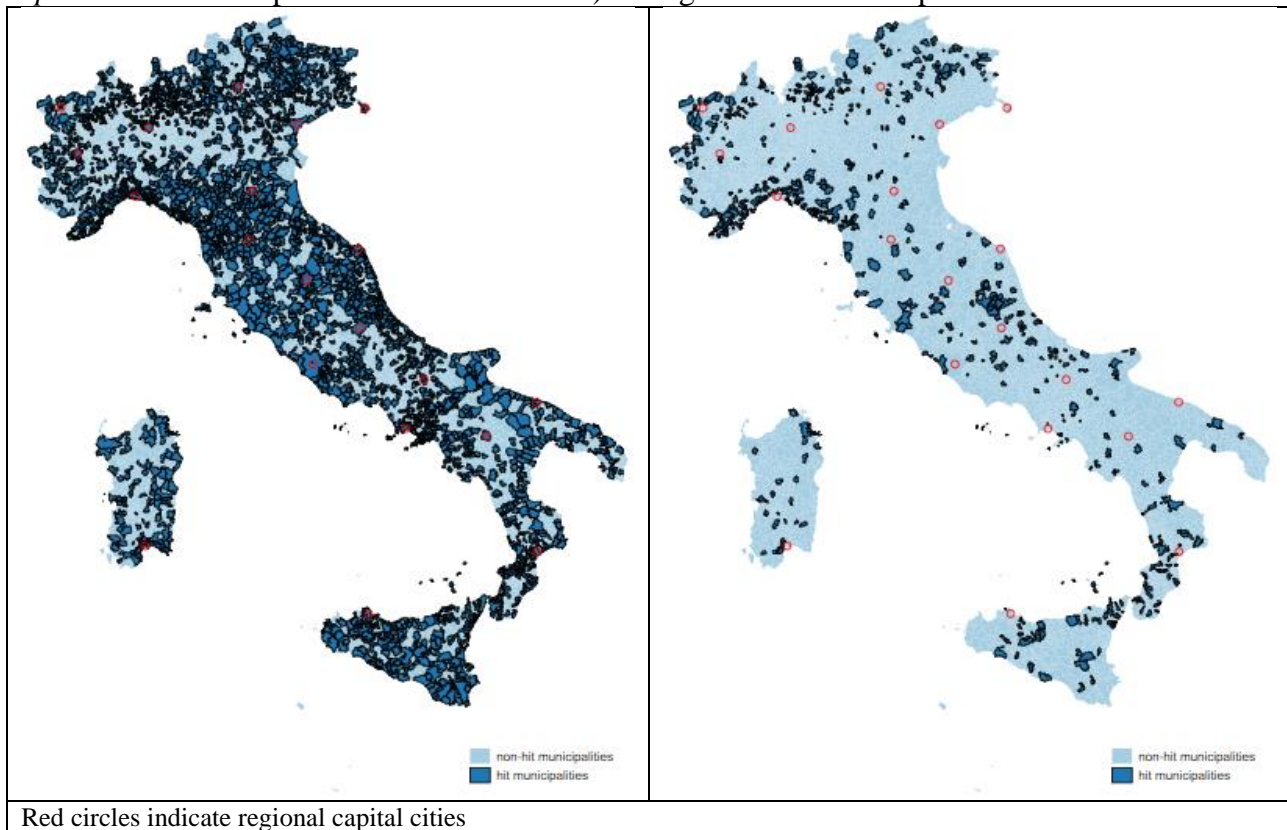 non-hit municipalities
hit municipalities
non-hit municipalities
hit municipalities
Red circles indicate regional capital cities